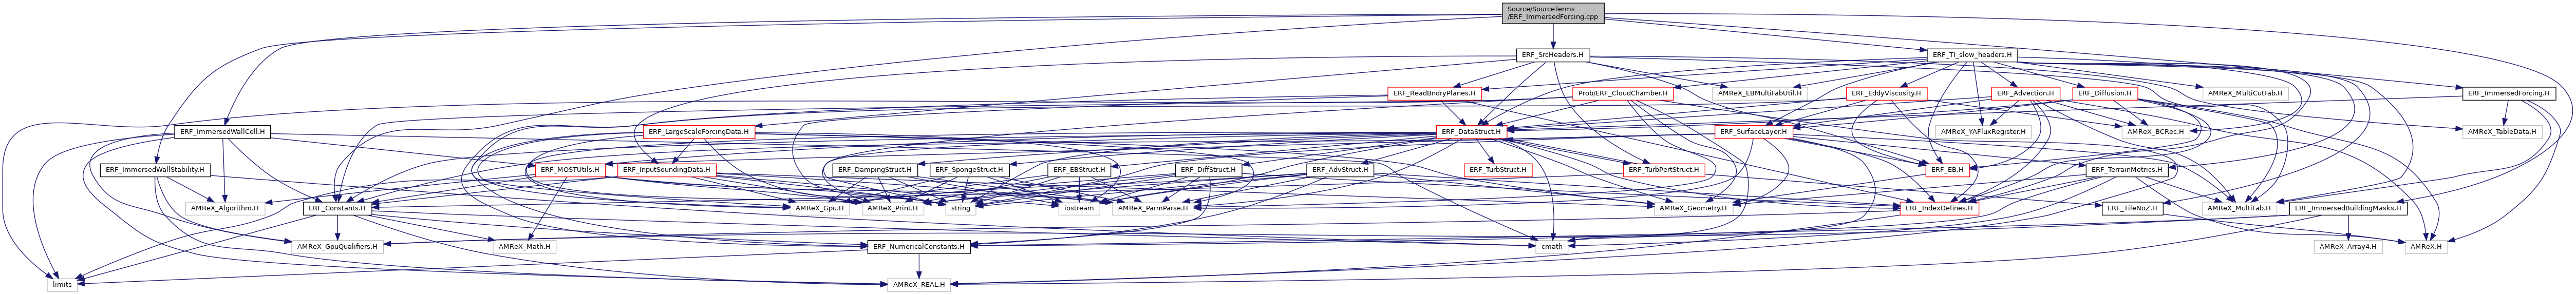 Source/SourceTerms
/ERF_ImmersedForcing.cpp
ERF_SrcHeaders.H
ERF_TI_slow_headers.H
ERF_ReadBndryPlanes.H
Prob/ERF_CloudChamber.H
AMReX_EBMultiFabUtil.H
ERF_EddyViscosity.H
ERF_Advection.H
ERF_Diffusion.H
AMReX_MultiCutFab.H
ERF_ImmersedForcing.H
ERF_ImmersedWallCell.H
ERF_LargeScaleForcingData.H
ERF_DataStruct.H
ERF_SurfaceLayer.H
AMReX_YAFluxRegister.H
AMReX_BCRec.H
AMReX_TableData.H
ERF_ImmersedWallStability.H
ERF_MOSTUtils.H
ERF_InputSoundingData.H
ERF_DampingStruct.H
ERF_SpongeStruct.H
ERF_EBStruct.H
ERF_DiffStruct.H
ERF_AdvStruct.H
ERF_TurbStruct.H
ERF_TurbPertStruct.H
ERF_EB.H
ERF_TerrainMetrics.H
AMReX_Algorithm.H
ERF_Constants.H
AMReX_Gpu.H
AMReX_Print.H
string
iostream
AMReX_ParmParse.H
AMReX_Geometry.H
ERF_IndexDefines.H
ERF_TileNoZ.H
AMReX_MultiFab.H
ERF_ImmersedBuildingMasks.H
AMReX_GpuQualifiers.H
AMReX_Math.H
ERF_NumericalConstants.H
cmath
AMReX_Array4.H
AMReX.H
limits
AMReX_REAL.H